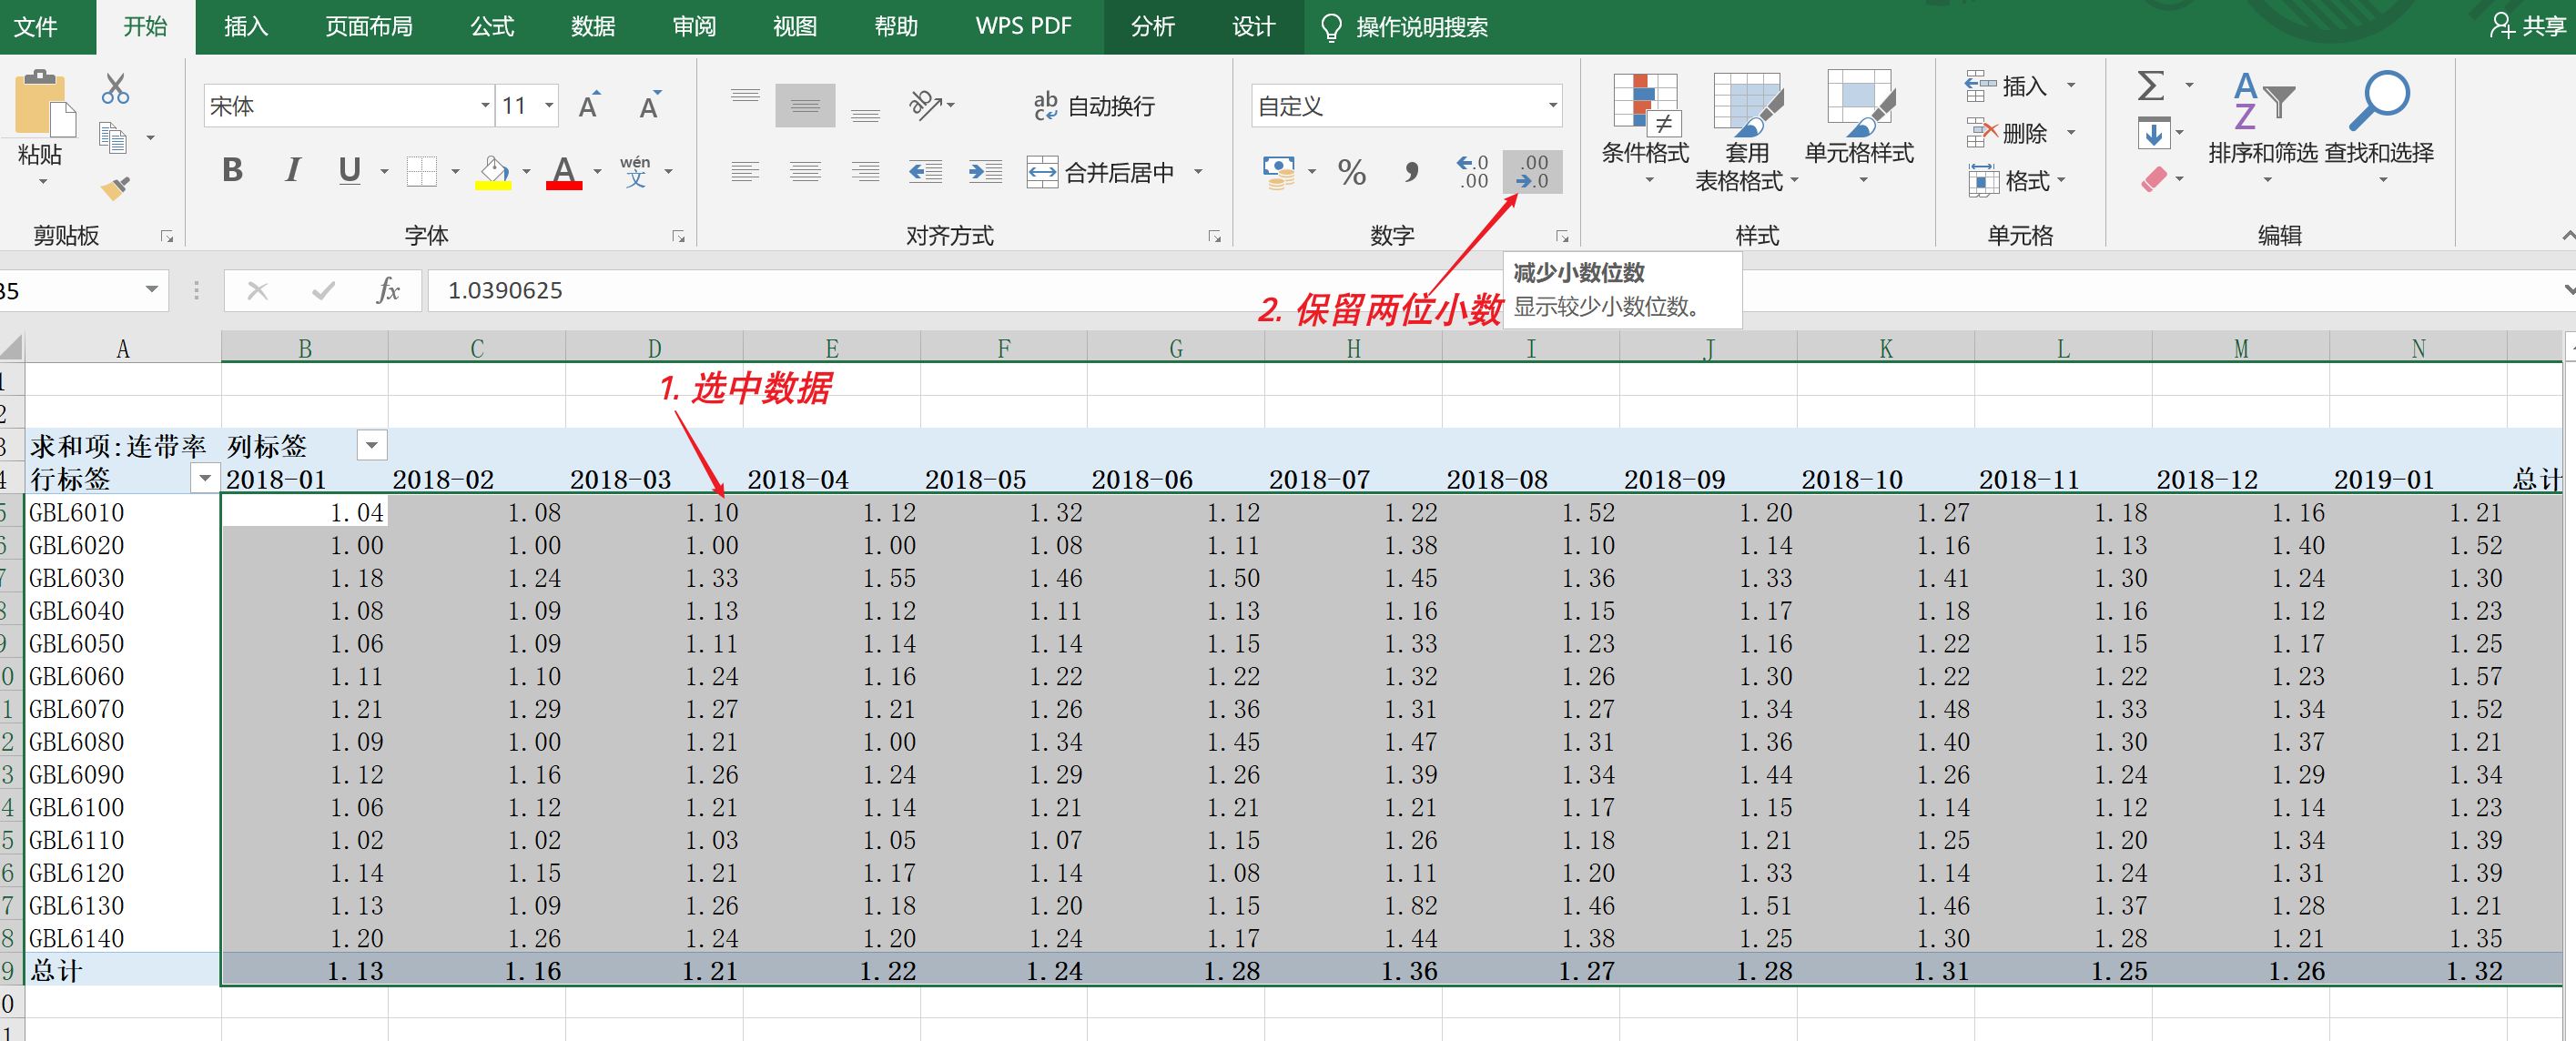 文件 开始 插入 页面布局 公式 数据 审阅 视图 帮助 WPS PDF 分析 设计 操作说明搜索 共享
宋体 11 A A ab 自动换行 自定义 插入
粘贴 B I U A wén 文 合并后居中 % , .0 .00 .00 .0 条件格式 套用 表格格式 单元格样式 删除 格式 Σ A Z 排序和筛选 查找和选择
剪贴板 字体 对齐方式 数字 样式 单元格 编辑
减少小数位数
显示较少小数位数。
fx 1.0390625
2. 保留两位小数
A B C D E F G H I J K L M N
1. 选中数据
求和项:连带率 列标签
行标签 2018-01 2018-02 2018-03 2018-04 2018-05 2018-06 2018-07 2018-08 2018-09 2018-10 2018-11 2018-12 2019-01 总计
GBL6010 1.04 1.08 1.10 1.12 1.32 1.12 1.22 1.52 1.20 1.27 1.18 1.16 1.21
GBL6020 1.00 1.00 1.00 1.00 1.08 1.11 1.38 1.10 1.14 1.16 1.13 1.40 1.52
GBL6030 1.18 1.24 1.33 1.55 1.46 1.50 1.45 1.36 1.33 1.41 1.30 1.24 1.30
GBL6040 1.08 1.09 1.13 1.12 1.11 1.13 1.16 1.15 1.17 1.18 1.16 1.12 1.23
GBL6050 1.06 1.09 1.11 1.14 1.14 1.15 1.33 1.23 1.16 1.22 1.15 1.17 1.25
GBL6060 1.11 1.10 1.24 1.16 1.22 1.22 1.32 1.26 1.30 1.22 1.22 1.23 1.57
GBL6070 1.21 1.29 1.27 1.21 1.26 1.36 1.31 1.27 1.34 1.48 1.33 1.34 1.52
GBL6080 1.09 1.00 1.21 1.00 1.34 1.45 1.47 1.31 1.36 1.40 1.30 1.37 1.21
GBL6090 1.12 1.16 1.26 1.24 1.29 1.26 1.39 1.34 1.44 1.26 1.24 1.29 1.34
GBL6100 1.06 1.12 1.21 1.14 1.21 1.21 1.21 1.17 1.15 1.14 1.12 1.14 1.23
GBL6110 1.02 1.02 1.03 1.05 1.07 1.15 1.26 1.18 1.21 1.25 1.20 1.34 1.39
GBL6120 1.14 1.15 1.21 1.17 1.14 1.08 1.11 1.20 1.33 1.14 1.24 1.31 1.39
GBL6130 1.13 1.09 1.26 1.18 1.20 1.15 1.82 1.46 1.51 1.46 1.37 1.28 1.21
GBL6140 1.20 1.26 1.24 1.20 1.24 1.17 1.44 1.38 1.25 1.30 1.28 1.21 1.35
总计 1.13 1.16 1.21 1.22 1.24 1.28 1.36 1.27 1.28 1.31 1.25 1.26 1.32